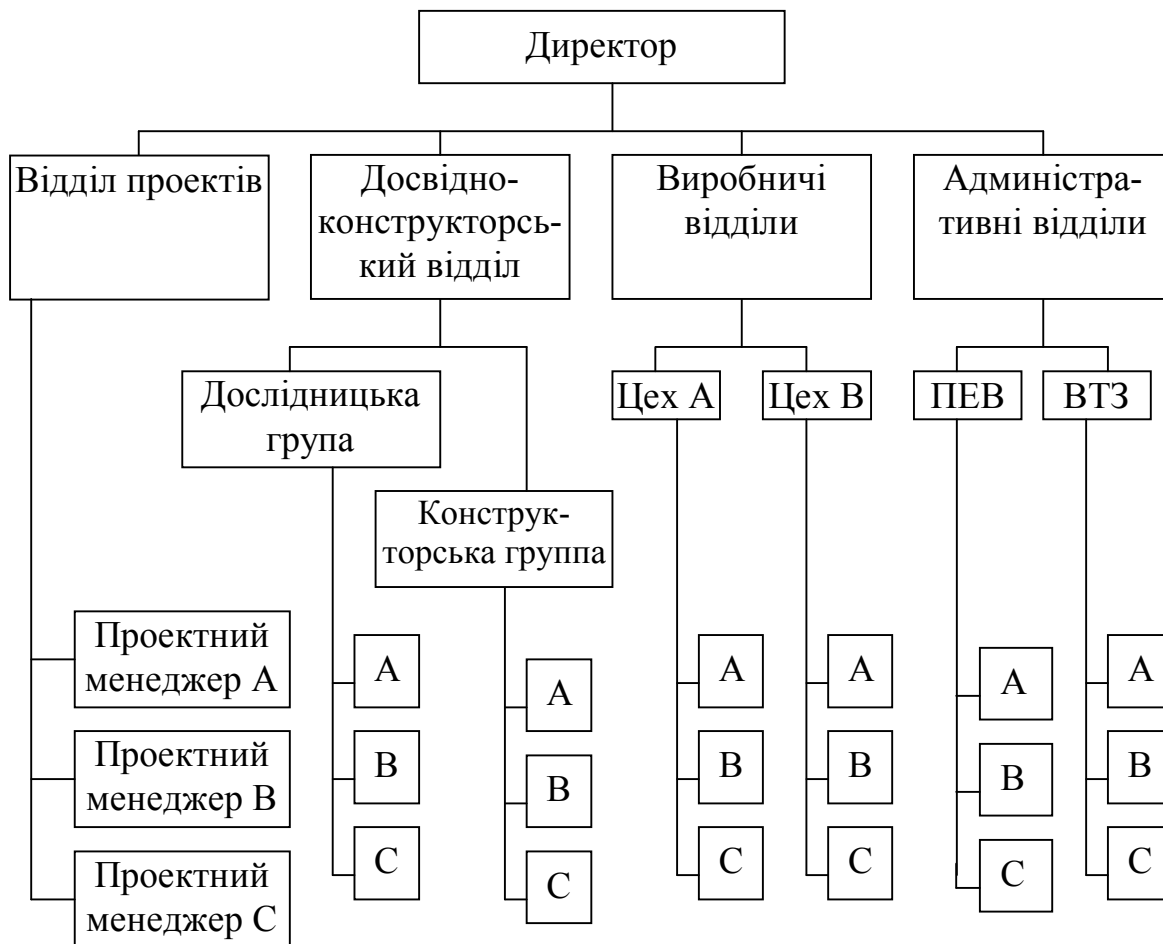 Директор
Відділ проектів
Досвідно-
конструкторсь-
кий відділ
Виробничі
відділи
Адміністра-
тивні відділи
Дослідницька
група
Конструк-
торська группа
Цех А
Цех В
ПЕВ
ВТЗ
Проектний
менеджер А
Проектний
менеджер В
Проектний
менеджер С
А
В
С
А
В
С
А
В
С
А
В
С
А
В
С
А
В
С